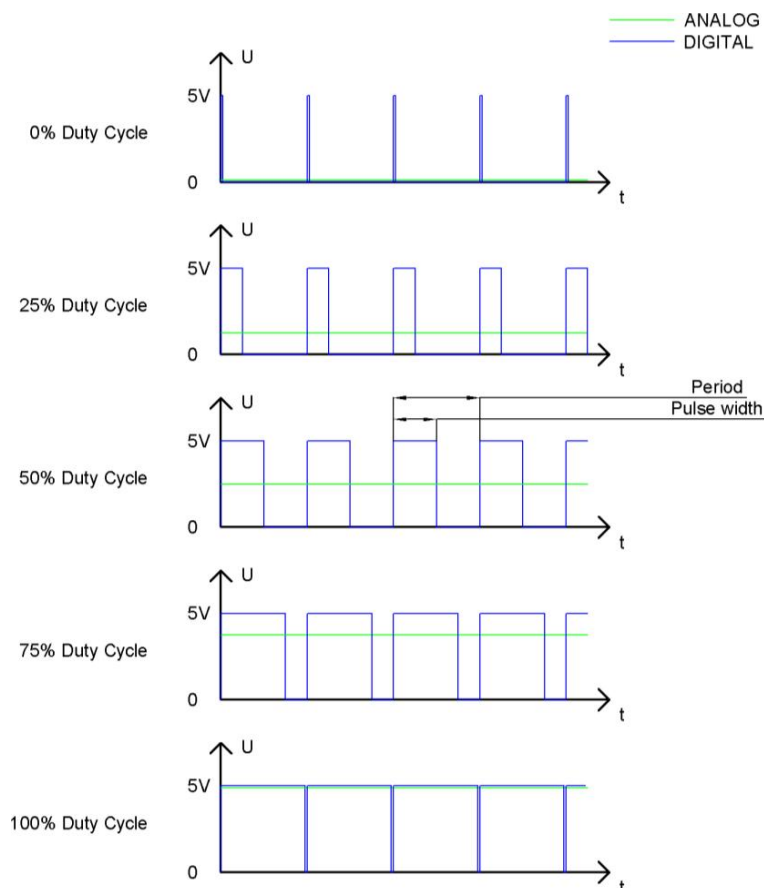 ANALOG
DIGITAL
U
5V
0% Duty Cycle
0
t
U
5V
25% Duty Cycle
0
t
Period
U
Pulse width
5V
50% Duty Cycle
0
t
U
5V
75% Duty Cycle
0
t
U
5V
100% Duty Cycle
0
t